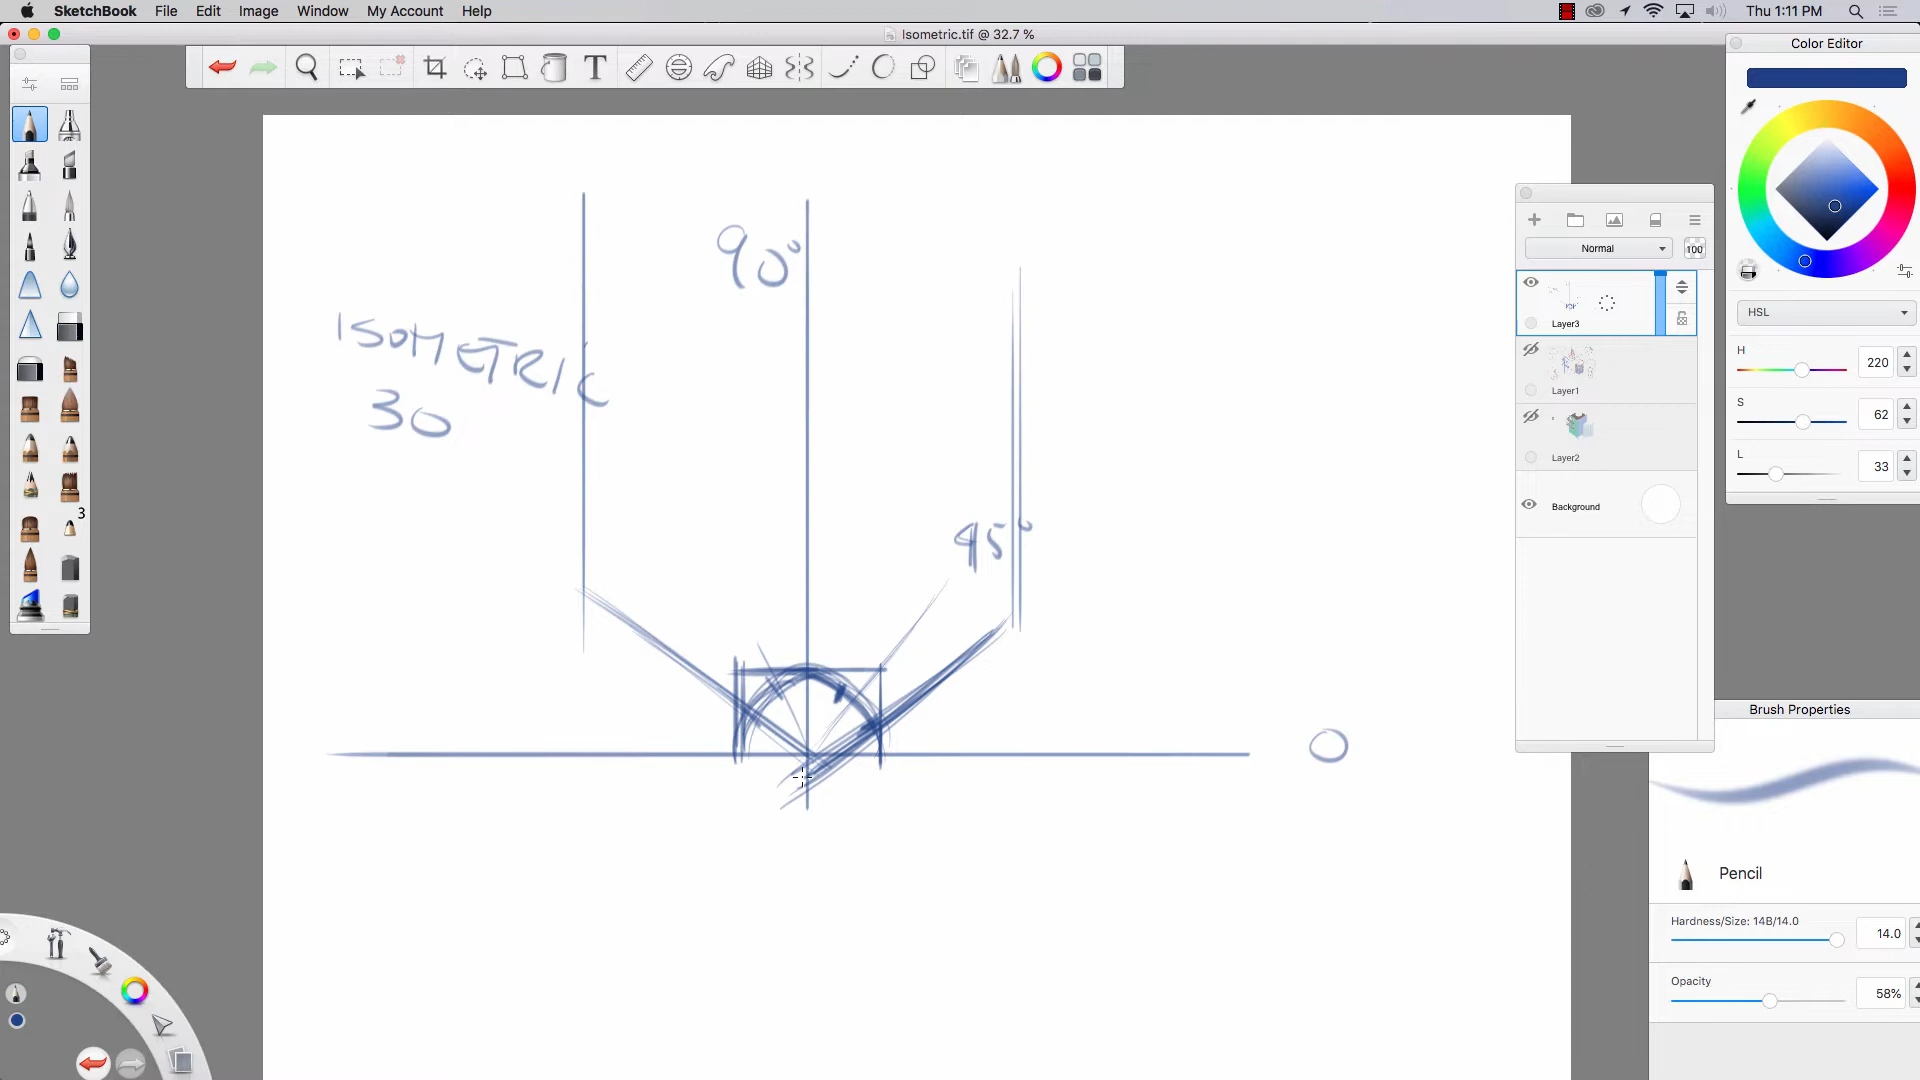 SketchBook File Edit Image Window My Account Help
Thu 1:11 PM
Isometric.tif @ 32.7 %
Color Editor
90°
Normal
100
ISOMETRIC
30
Layer3
HSL
H
220
Layer1
S
62
Layer2
L
33
3
45°
Background
Brush Properties
0
Pencil
Hardness/Size: 14B/14.0
14.0
Opacity
58%